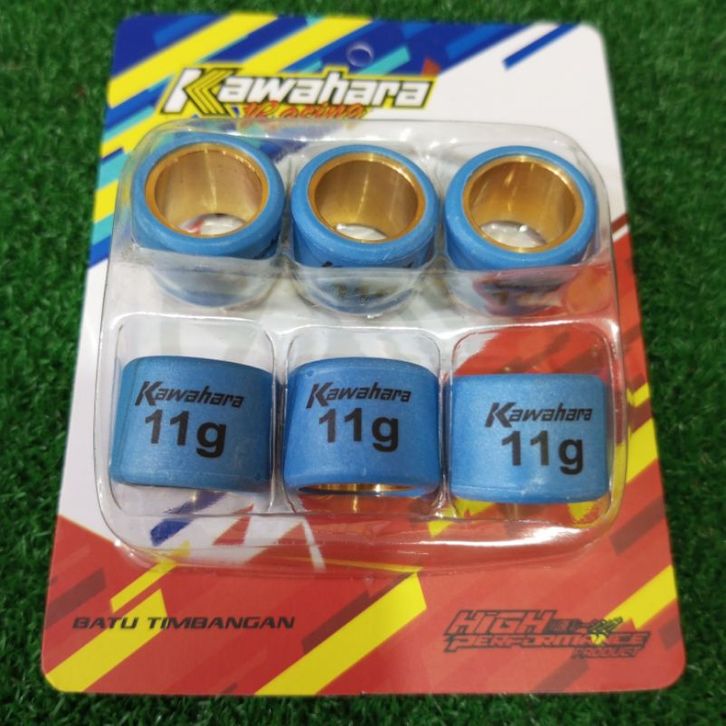 Kawahara
Racing
Kawahara
11g
Kawahara
11g
Kawahara
11g
BATU TIMBANGAN
HIGH
PERFORMANCE
PRODUCT